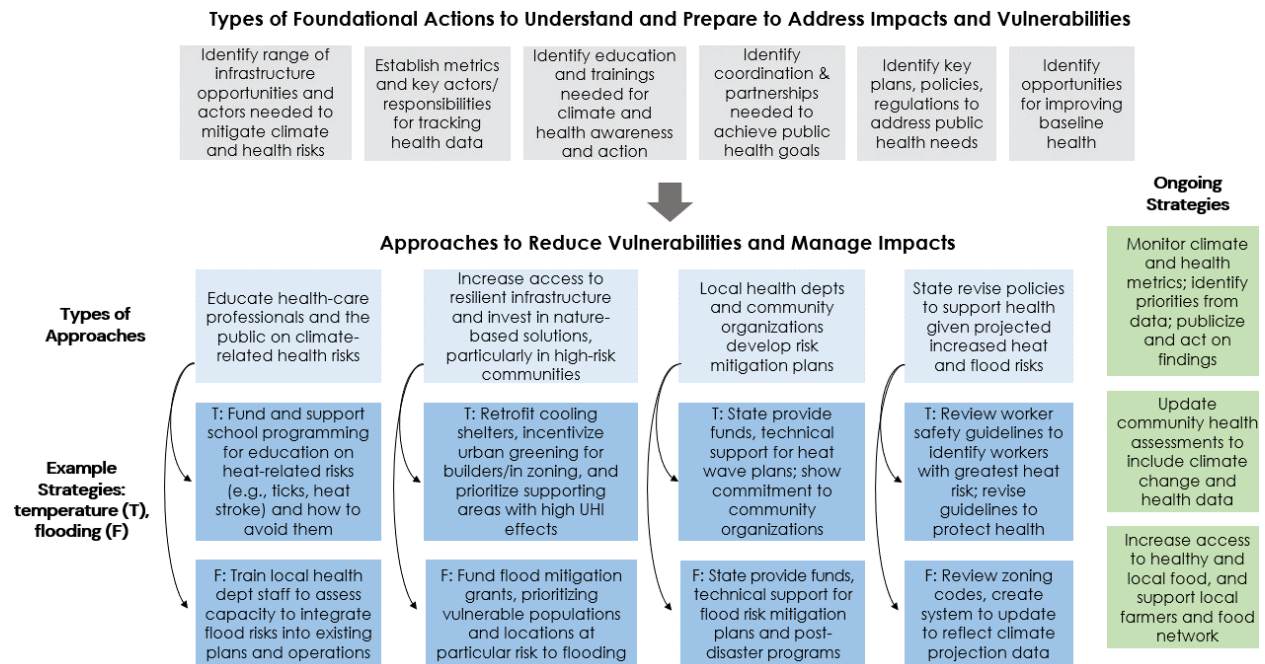 Types of Foundational Actions to Understand and Prepare to Address Impacts and Vulnerabilities
Identify range of
infrastructure
opportunities and
actors needed to
mitigate climate
and health risks
Establish metrics
and key actors/
responsibilities
for tracking
health data
Identify education
and trainings
needed for
climate and
health awareness
and action
Identify
coordination &
partnerships
needed to
achieve public
health goals
Identify key
plans, policies,
regulations to
address public
health needs
Identify
opportunities
for improving
baseline
health
Approaches to Reduce Vulnerabilities and Manage Impacts
Types of
Approaches
Educate health-care
professionals and the
public on climate-
related health risks
Increase access to
resilient infrastructure
and invest in nature-
based solutions,
particularly in high-risk
communities
Local health depts
and community
organizations
develop risk
mitigation plans
State revise policies
to support health
given projected
increased heat
and flood risks
Example
Strategies:
temperature (T),
flooding (F)
T: Fund and support
school programming
for education on
heat-related risks
(e.g., ticks, heat
stroke) and how to
avoid them
T: Retrofit cooling
shelters, incentivize
urban greening for
builders/in zoning, and
prioritize supporting
areas with high UHI
effects
T: State provide
funds, technical
support for heat
wave plans; show
commitment to
community
organizations
T: Review worker
safety guidelines to
identify workers
with greatest heat
risk; revise
guidelines to
protect health
F: Train local health
dept staff to assess
capacity to integrate
flood risks into existing
plans and operations
F: Fund flood mitigation
grants, prioritizing
vulnerable populations
and locations at
particular risk to flooding
F: State provide funds,
technical support for
flood risk mitigation
plans and post-
disaster programs
F: Review zoning
codes, create
system to update
to reflect climate
projection data
Ongoing
Strategies
Monitor climate
and health
metrics; identify
priorities from
data; publicize
and act on
findings
Update
community health
assessments to
include climate
change and
health data
Increase access
to healthy and
local food, and
support local
farmers and food
network